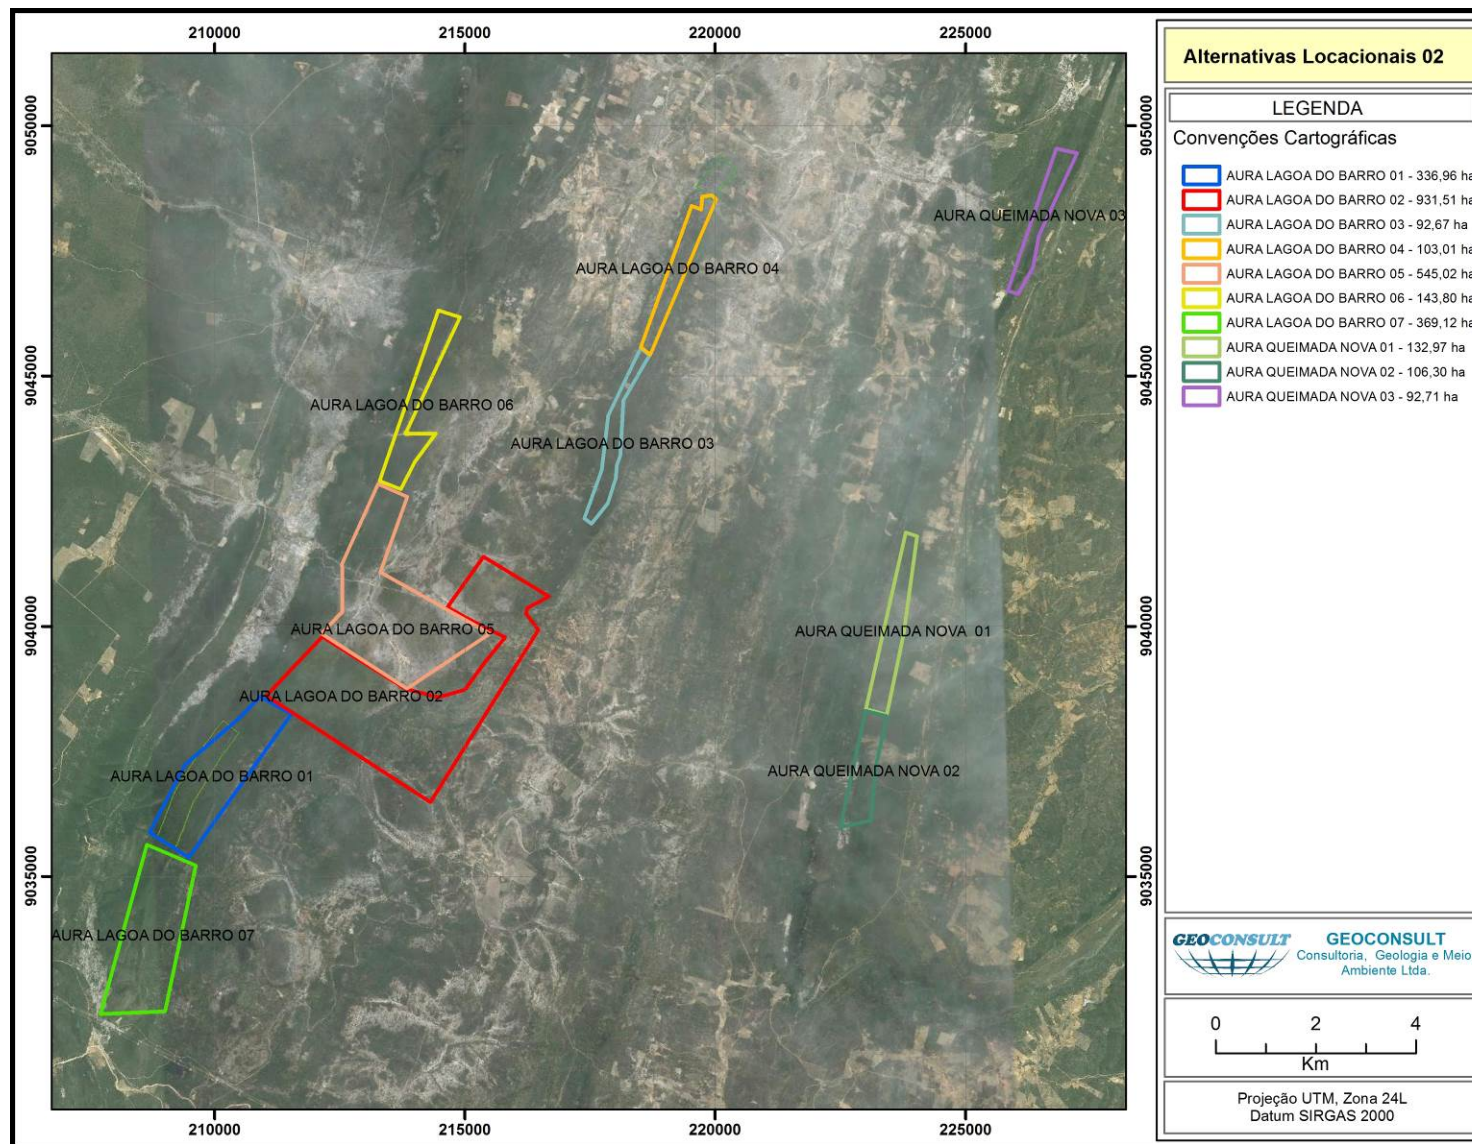 210000 215000 220000 225000
Alternativas Locacionais 02
LEGENDA
Convenções Cartográficas
AURA LAGOA DO BARRO 01 - 336,96 ha
AURA LAGOA DO BARRO 02 - 931,51 ha
AURA LAGOA DO BARRO 03 - 92,67 ha
AURA LAGOA DO BARRO 04 - 103,01 ha
AURA LAGOA DO BARRO 05 - 545,02 ha
AURA LAGOA DO BARRO 06 - 143,80 ha
AURA LAGOA DO BARRO 07 - 369,12 ha
AURA QUEIMADA NOVA 01 - 132,97 ha
AURA QUEIMADA NOVA 02 - 106,30 ha
AURA QUEIMADA NOVA 03 - 92,71 ha
9050000
9050000
AURA QUEIMADA NOVA 03
AURA LAGOA DO BARRO 04
9045000
9045000
AURA LAGOA DO BARRO 06
AURA LAGOA DO BARRO 03
9040000
9040000
AURA LAGOA DO BARRO 05
AURA QUEIMADA NOVA 01
AURA LAGOA DO BARRO 02
AURA QUEIMADA NOVA 02
AURA LAGOA DO BARRO 01
9035000
9035000
AURA LAGOA DO BARRO 07
210000 215000 220000 225000
GEOCONSULT
GEOCONSULT
Consultoria, Geologia e Meio
Ambiente Ltda.
0 2 4
Km
Projeção UTM, Zona 24L
Datum SIRGAS 2000